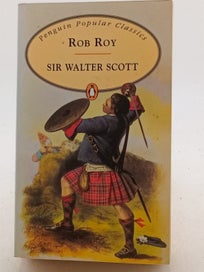 Penguin Popular Classics
ROB ROY
SIR WALTER SCOTT